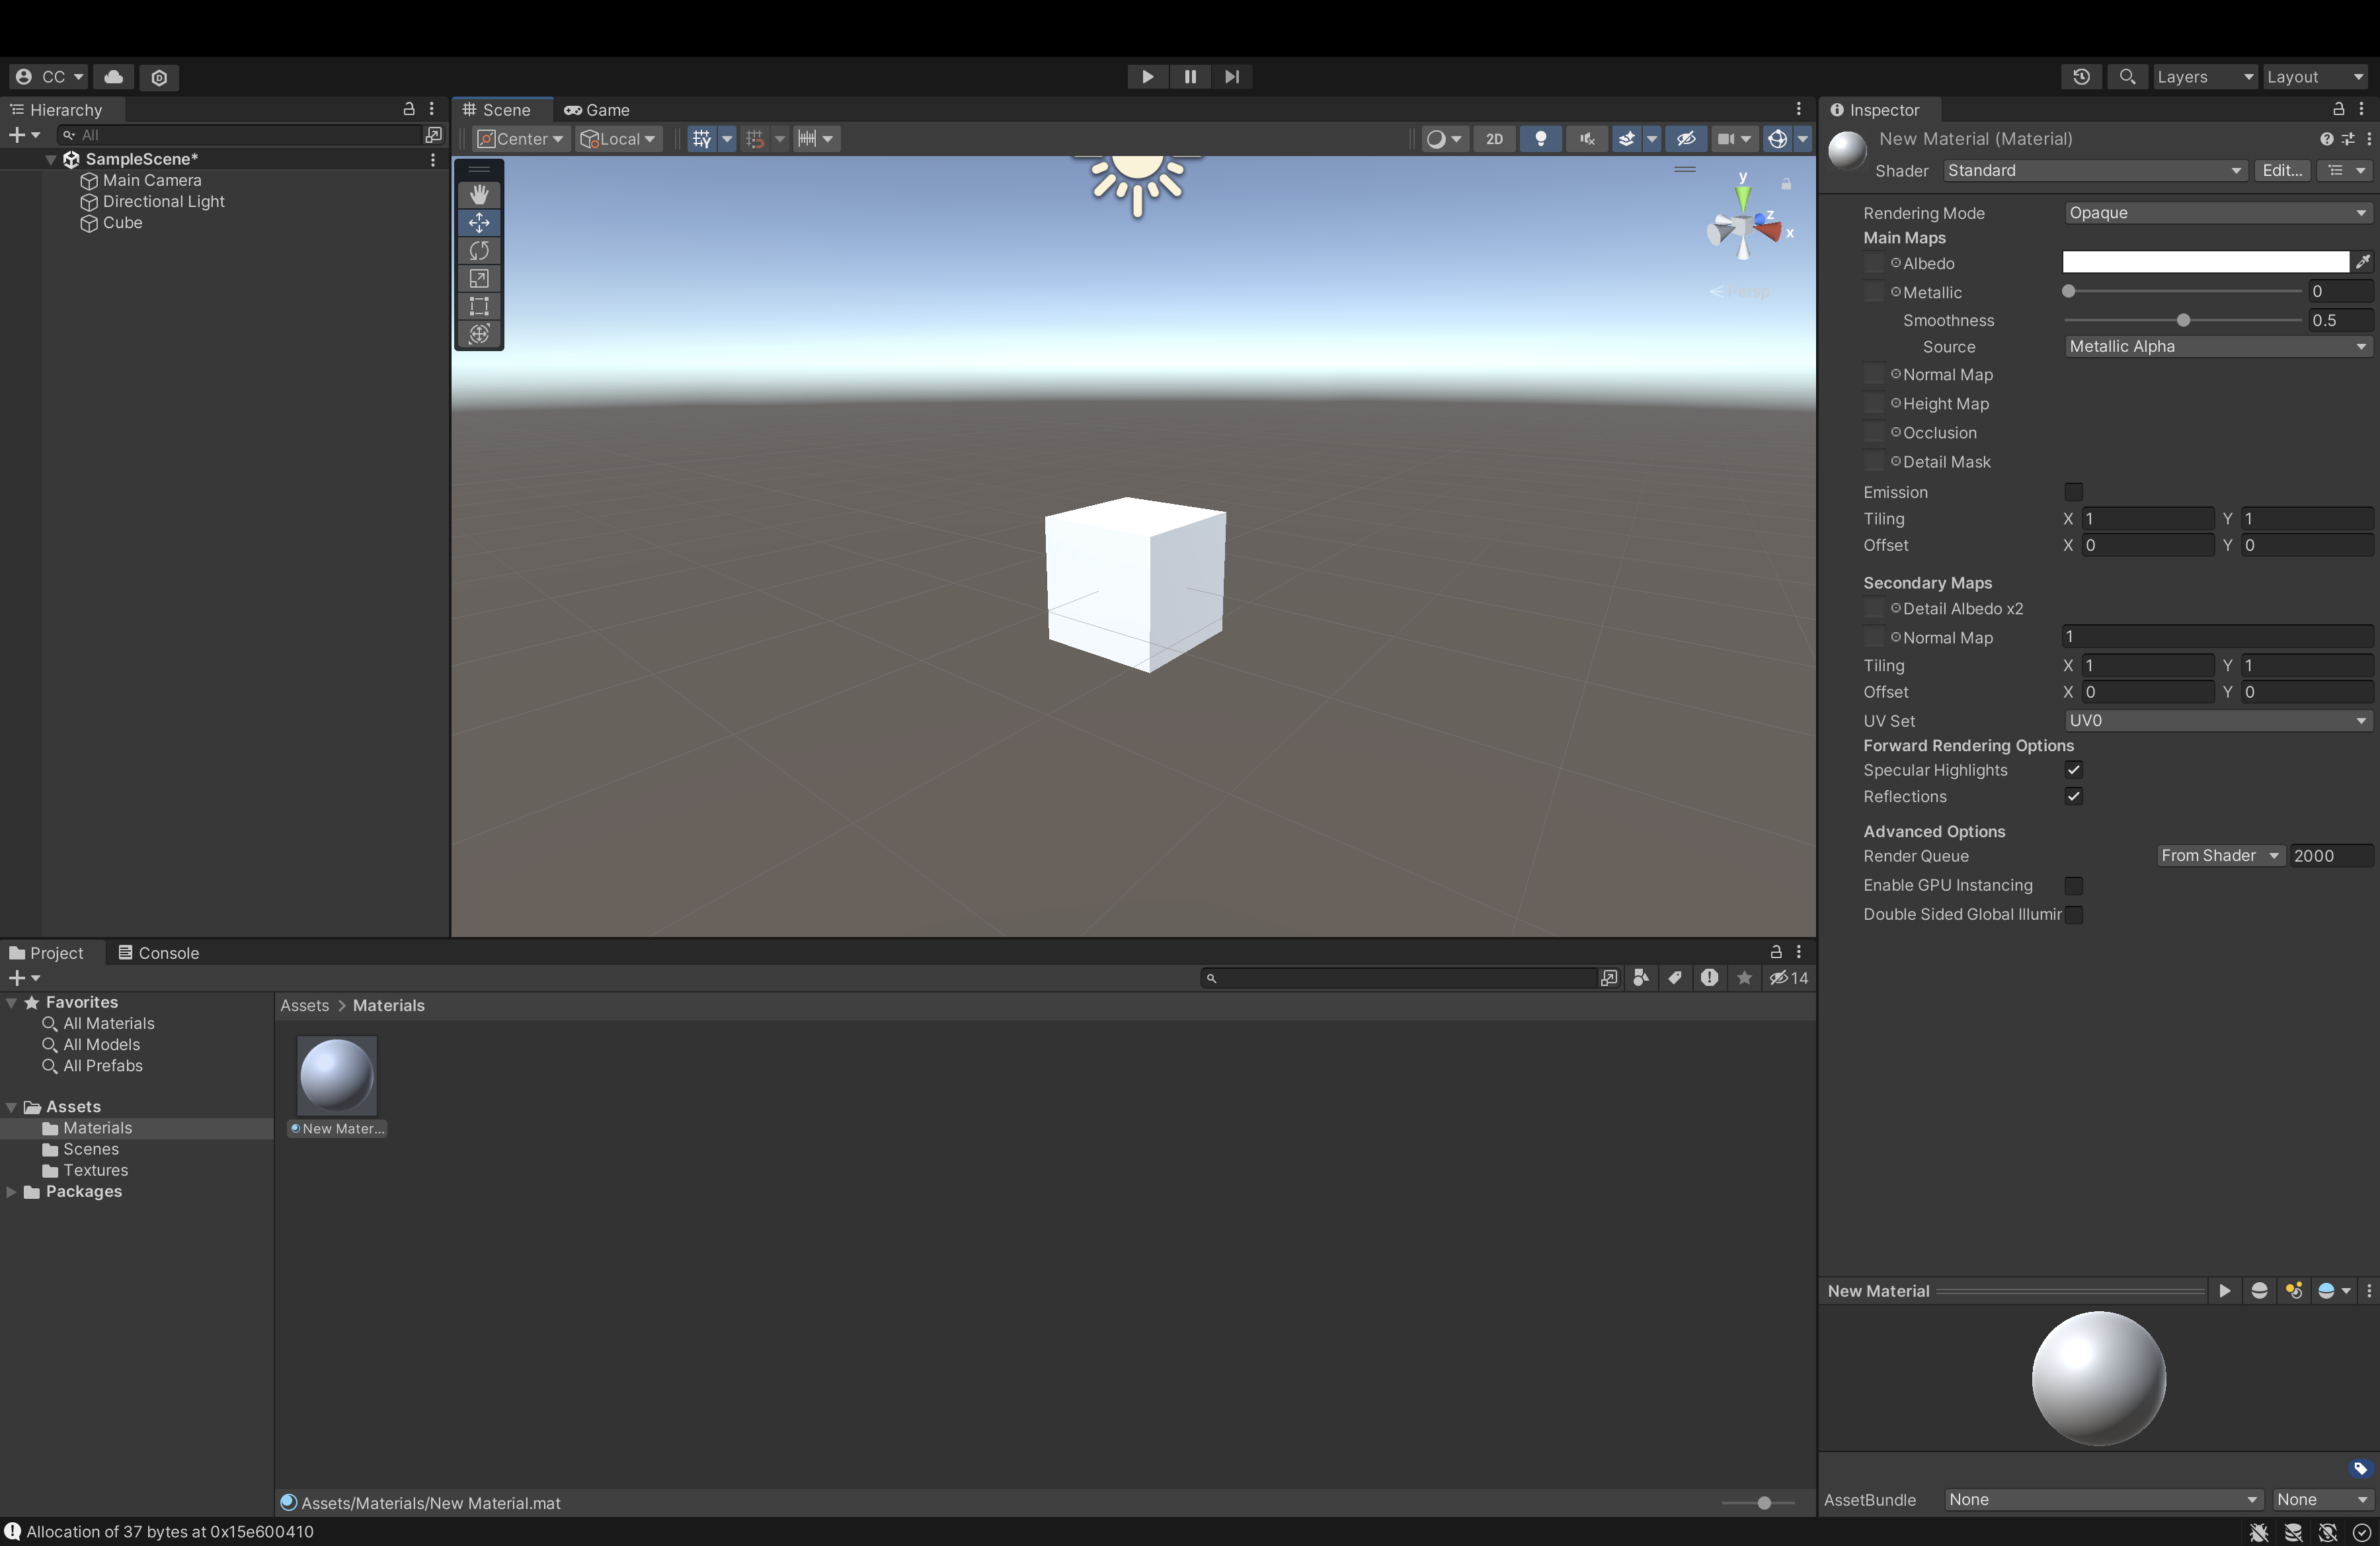 CC
Layers
Layout
Hierarchy
All
SampleScene*
Main Camera
Directional Light
Cube
Scene
Game
Center
Local
2D
y
z
x
Persp
Inspector
New Material (Material)
Shader
Standard
Edit...
Rendering Mode
Opaque
Main Maps
Albedo
Metallic
0
Smoothness
0.5
Source
Metallic Alpha
Normal Map
Height Map
Occlusion
Detail Mask
Emission
Tiling X 1 Y 1
Offset X 0 Y 0
Secondary Maps
Detail Albedo x2
Normal Map
1
Tiling X 1 Y 1
Offset X 0 Y 0
UV Set
UV0
Forward Rendering Options
Specular Highlights
Reflections
Advanced Options
Render Queue
From Shader
2000
Enable GPU Instancing
Double Sided Global Illumir
Project
Console
14
Favorites
All Materials
All Models
All Prefabs
Assets
Materials
Scenes
Textures
Packages
Assets > Materials
New Mater...
Assets/Materials/New Material.mat
New Material
AssetBundle
None
None
Allocation of 37 bytes at 0x15e600410